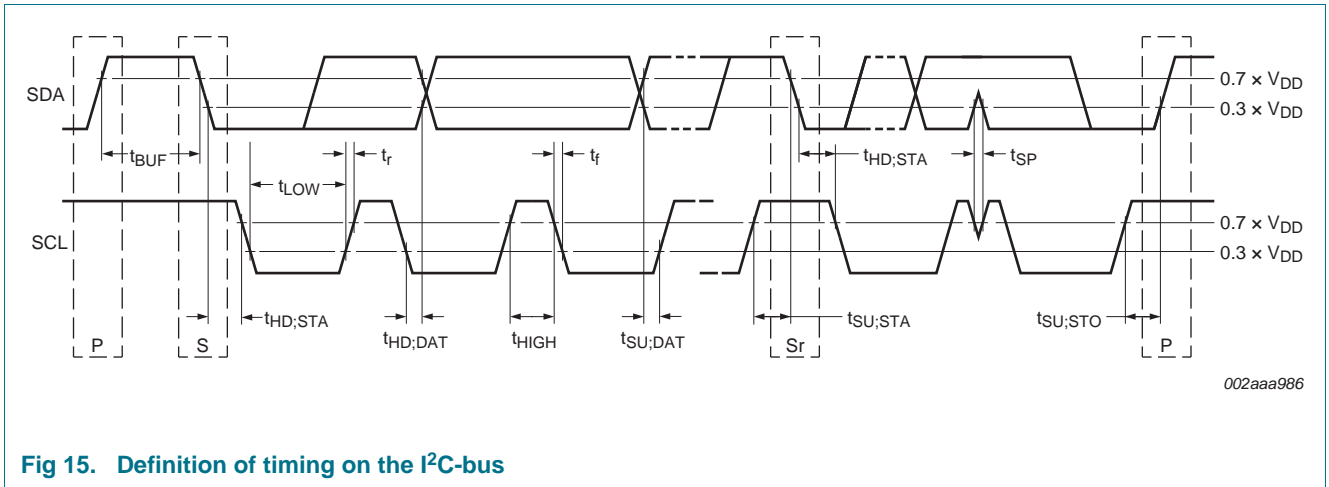 SDA
0.7 × VDD
0.3 × VDD
tBUF
tr
tf
tHD;STA
tSP
tLOW
SCL
0.7 × VDD
0.3 × VDD
tHD;STA
tHD;DAT
tHIGH
tSU;DAT
tSU;STA
tSU;STO
P
S
Sr
P
002aaa986
Fig 15. Definition of timing on the I²C-bus